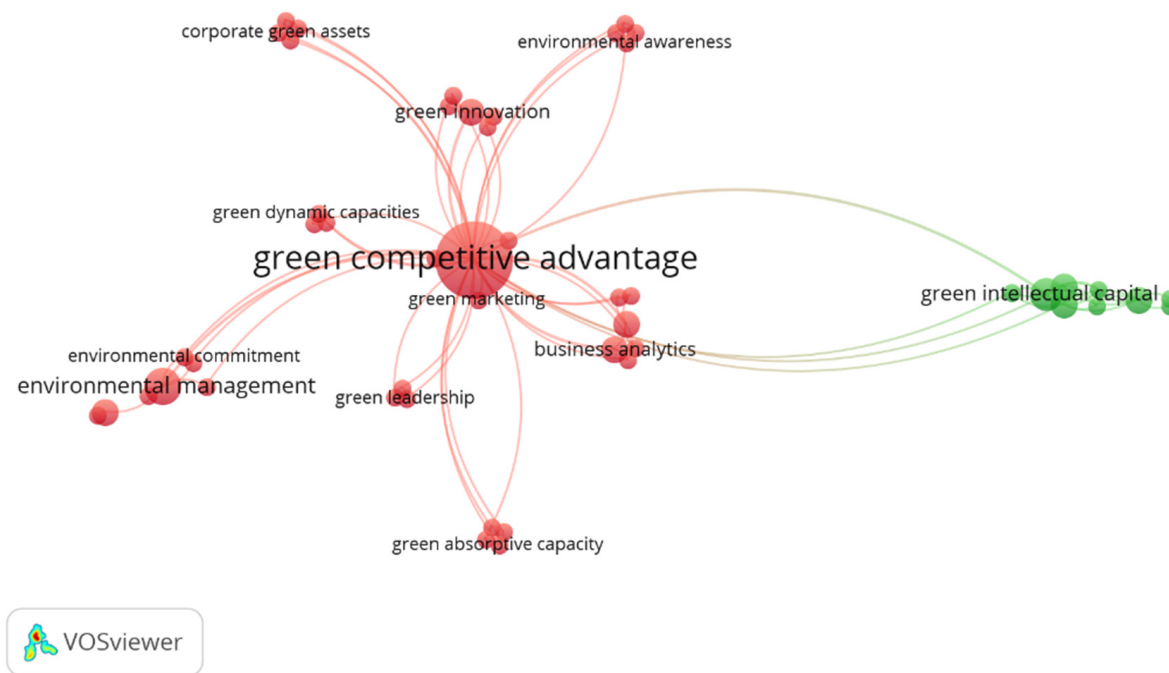 corporate green assets
environmental awareness
green innovation
green dynamic capacities
green competitive advantage
green marketing
green intellectual capital
business analytics
environmental commitment
environmental management
green leadership
green absorptive capacity
VOSviewer